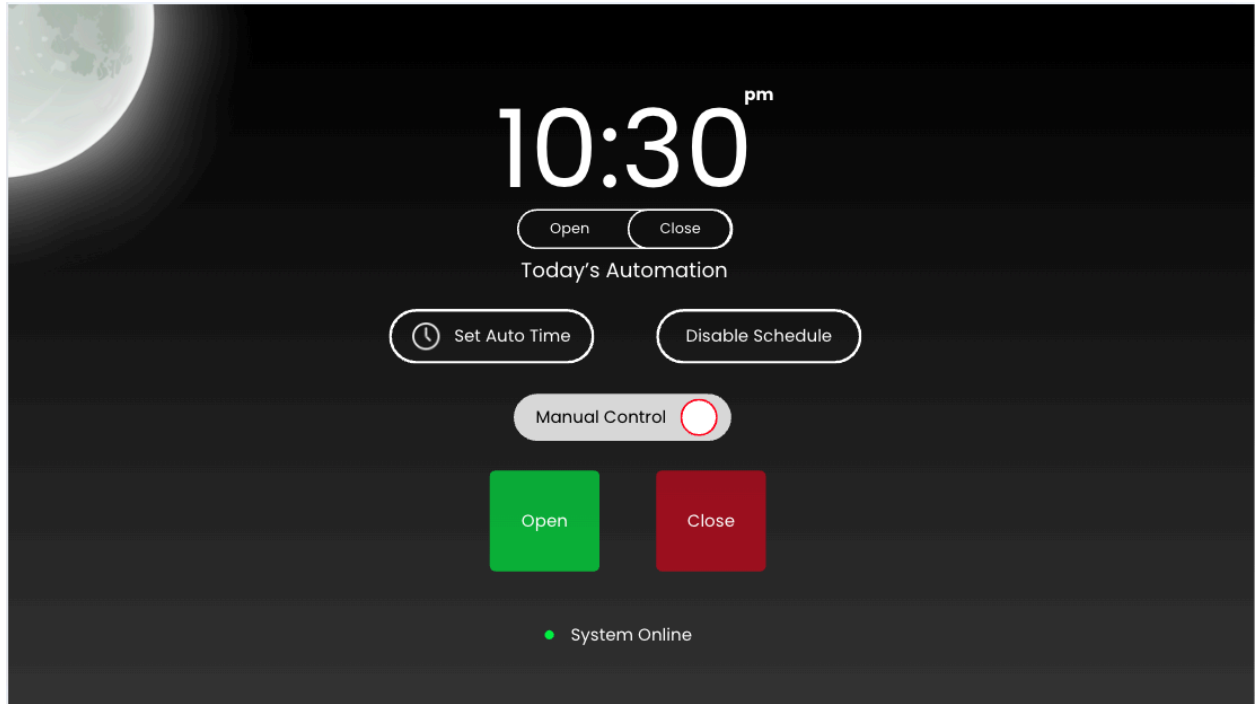 pm
10:30
Open Close
Today's Automation
Set Auto Time Disable Schedule
Manual Control
Open Close
System Online